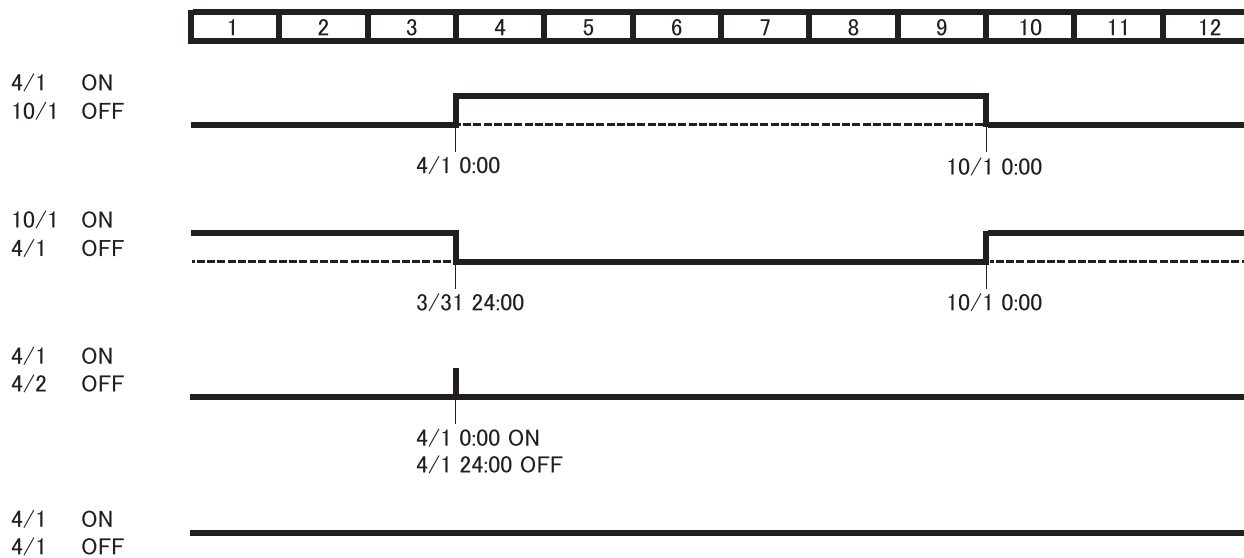 1 2 3 4 5 6 7 8 9 10 11 12
4/1 ON
10/1 OFF
4/1 0:00 10/1 0:00
10/1 ON
4/1 OFF
3/31 24:00 10/1 0:00
4/1 ON
4/2 OFF
4/1 0:00 ON
4/1 24:00 OFF
4/1 ON
4/1 OFF